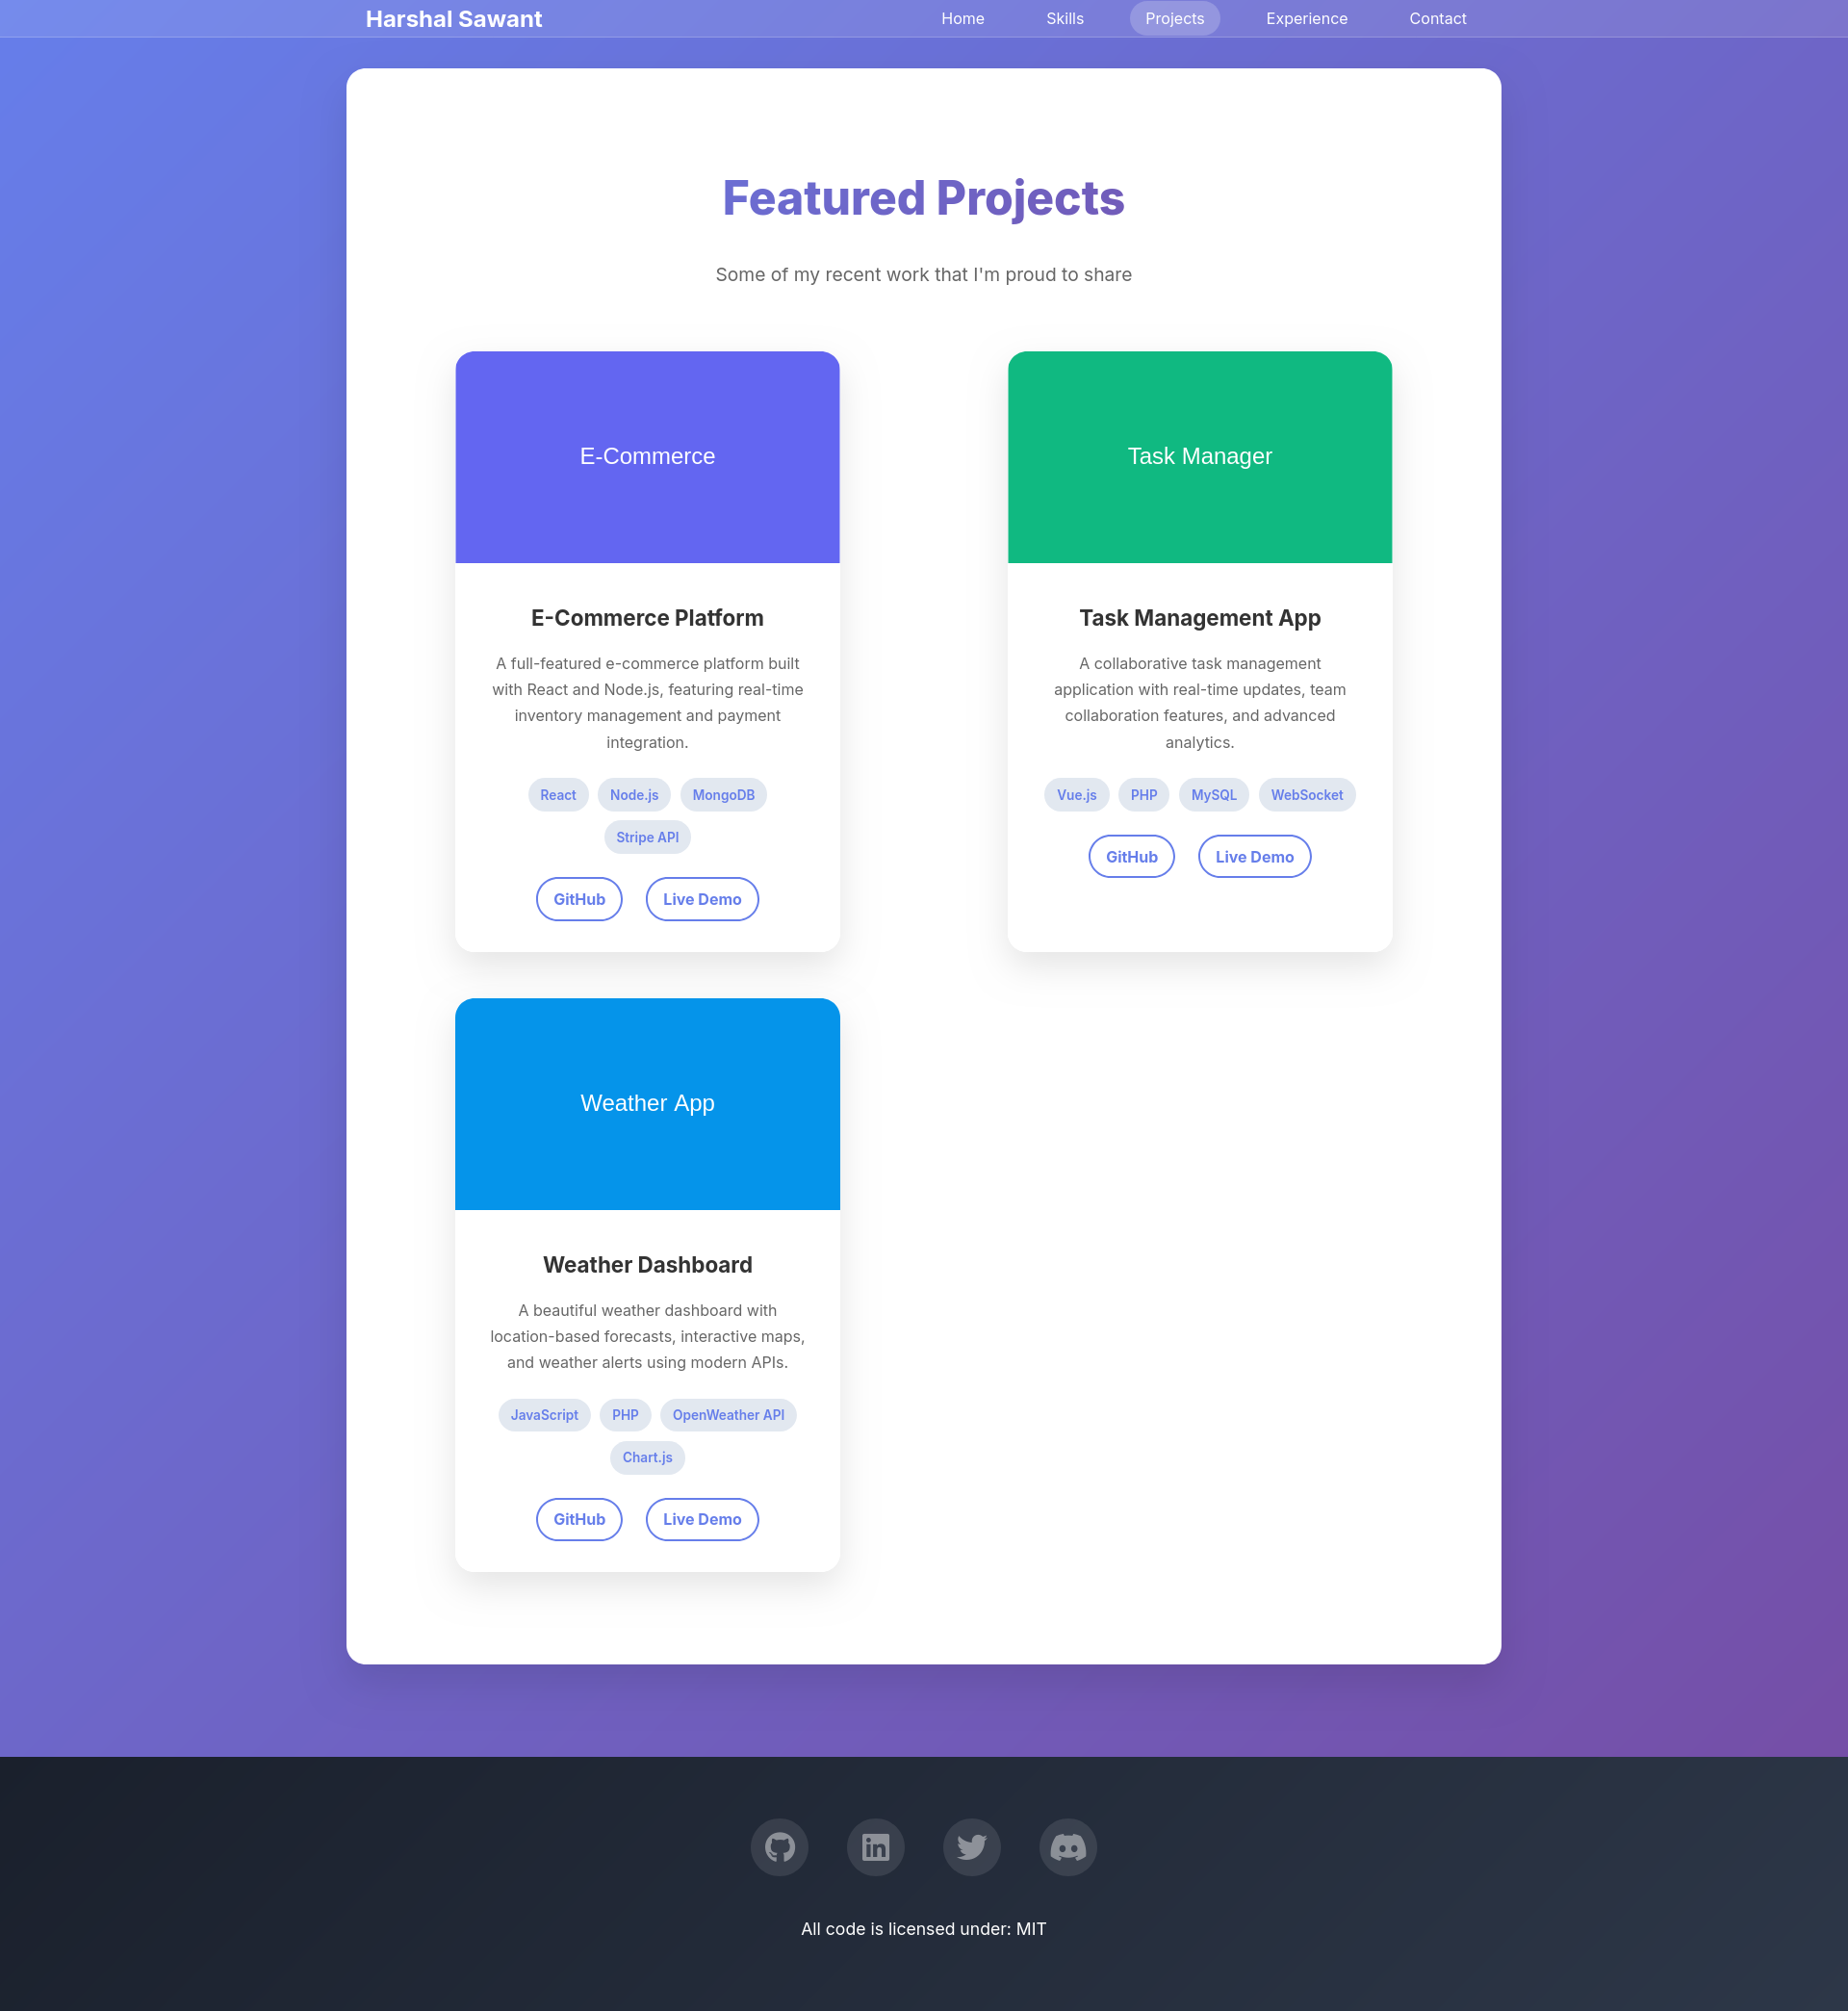 Harshal Sawant
Home
Skills
Projects
Experience
Contact
Featured Projects
Some of my recent work that I'm proud to share
E-Commerce
E-Commerce Platform
A full-featured e-commerce platform built
with React and Node.js, featuring real-time
inventory management and payment
integration.
React
Node.js
MongoDB
Stripe API
GitHub
Live Demo
Task Manager
Task Management App
A collaborative task management
application with real-time updates, team
collaboration features, and advanced
analytics.
Vue.js
PHP
MySQL
WebSocket
GitHub
Live Demo
Weather App
Weather Dashboard
A beautiful weather dashboard with
location-based forecasts, interactive maps,
and weather alerts using modern APIs.
JavaScript
PHP
OpenWeather API
Chart.js
GitHub
Live Demo
All code is licensed under: MIT